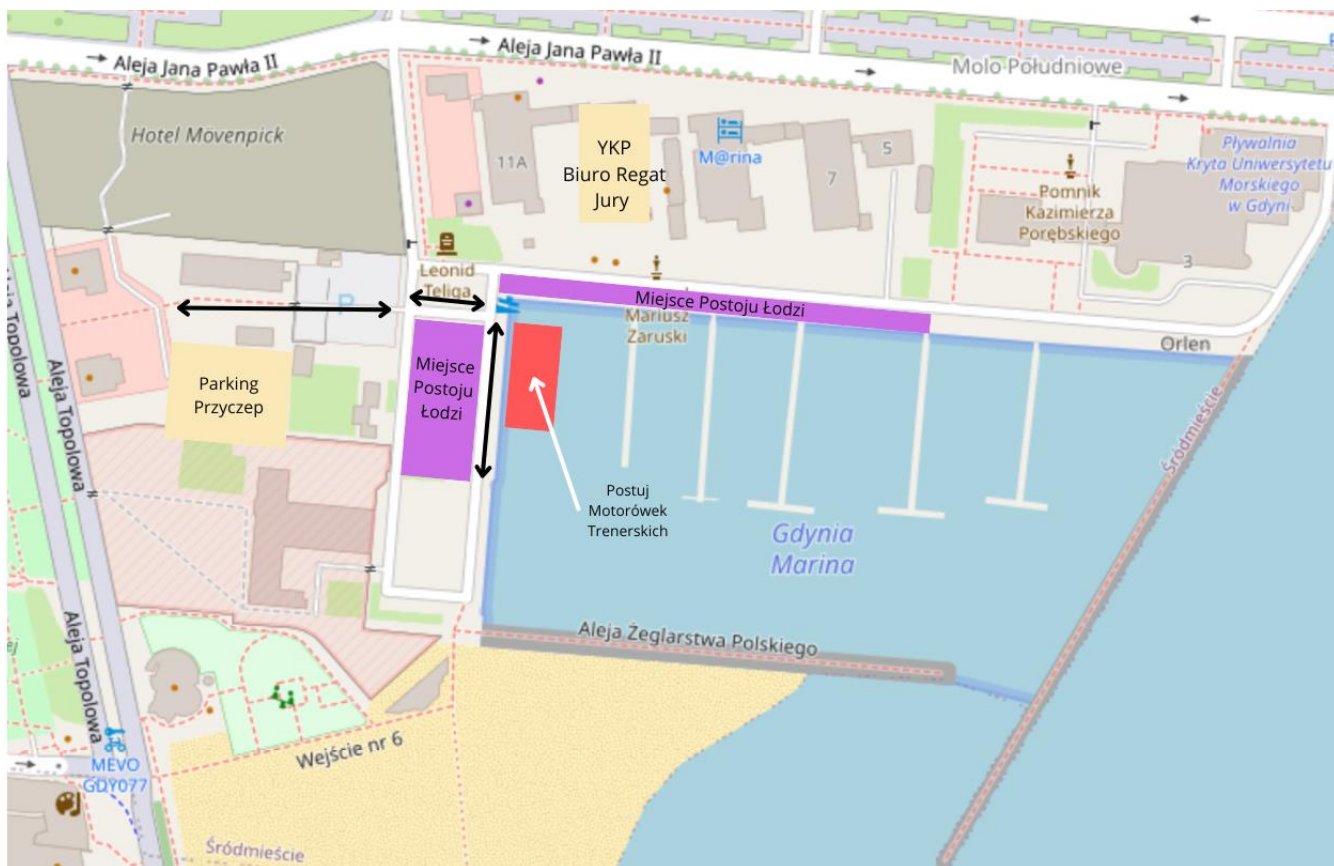 Aleja Jana Pawła II
Aleja Jana Pawła II
Molo Południowe
Hotel Mövenpick
11A
YKP
Biuro Regat
Jury
M@rina
7
5
Pływalnia
Kryta Uniwersytetu
Morskiego
w Gdyni
Pomnik
Kazimierza
Porębskiego
3
Leonid
Teliga
P
Miejsce Postoju Łodzi
Mariusz
Zaruski
Orlen
Parking
Przyczep
Miejsce
Postoju
Łodzi
Postuj
Motorówek
Trenerskich
Gdynia
Marina
Śródmieście
Aleja Topolowa
Aleja Topolowa
Aleja Topolowa
Aleja Żeglarstwa Polskiego
Wejście nr 6
MEVO
GDY077
Śródmieście